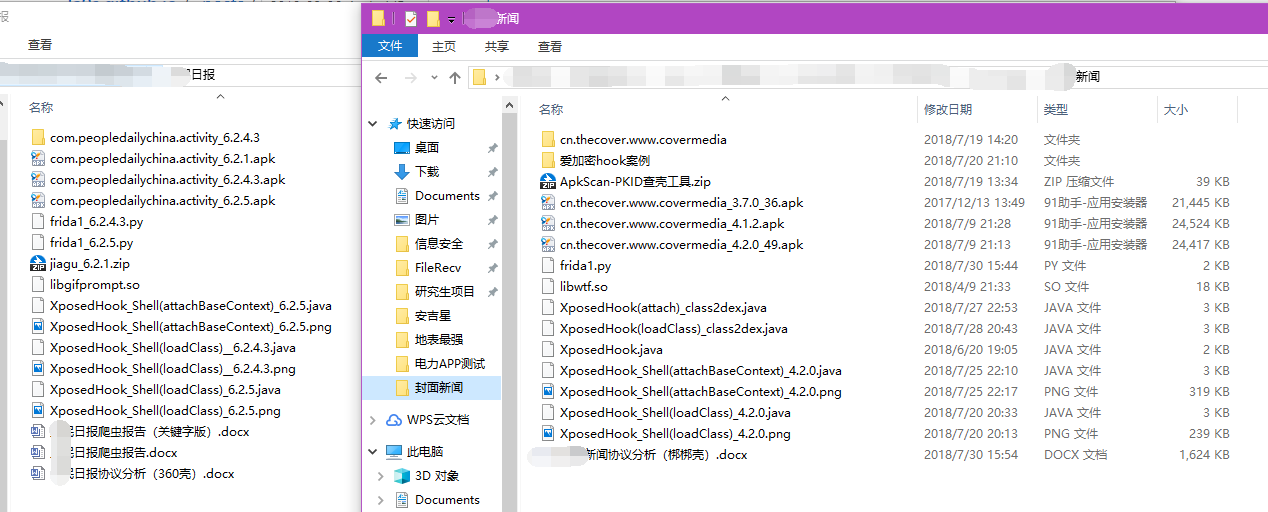 报
查看
日报
名称
com.peopledailychina.activity_6.2.4.3
com.peopledailychina.activity_6.2.1.apk
com.peopledailychina.activity_6.2.4.3.apk
com.peopledailychina.activity_6.2.5.apk
frida1_6.2.4.3.py
frida1_6.2.5.py
jiagu_6.2.1.zip
libgifprompt.so
XposedHook_Shell(attachBaseContext)_6.2.5.java
XposedHook_Shell(attachBaseContext)_6.2.5.png
XposedHook_Shell(loadClass)__6.2.4.3.java
XposedHook_Shell(loadClass)__6.2.4.3.png
XposedHook_Shell(loadClass)_6.2.5.java
XposedHook_Shell(loadClass)_6.2.5.png
日报爬虫报告（关键字版）.docx
日报爬虫报告.docx
日报协议分析（360壳）.docx
新闻
文件 主页 共享 查看
新闻
快速访问
桌面
下载
Documents
图片
信息安全
FileRecv
研究生项目
安吉星
地表最强
电力APP测试
封面新闻
WPS云文档
此电脑
3D 对象
Documents
名称 修改日期 类型 大小
cn.thecover.www.covermedia 2018/7/19 14:20 文件夹
爱加密hook案例 2018/7/20 21:10 文件夹
ApkScan-PKID查壳工具.zip 2018/7/19 13:34 ZIP 压缩文件 39 KB
cn.thecover.www.covermedia_3.7.0_36.apk 2017/12/13 13:49 91助手-应用安装器 21,445 KB
cn.thecover.www.covermedia_4.1.2.apk 2018/7/9 21:28 91助手-应用安装器 24,524 KB
cn.thecover.www.covermedia_4.2.0_49.apk 2018/7/9 21:13 91助手-应用安装器 24,417 KB
frida1.py 2018/7/30 15:44 PY 文件 2 KB
libwtf.so 2018/4/9 21:33 SO 文件 18 KB
XposedHook(attach)_class2dex.java 2018/7/27 22:53 JAVA 文件 3 KB
XposedHook(loadClass)_class2dex.java 2018/7/28 20:43 JAVA 文件 3 KB
XposedHook.java 2018/6/20 19:05 JAVA 文件 2 KB
XposedHook_Shell(attachBaseContext)_4.2.0.java 2018/7/25 22:10 JAVA 文件 3 KB
XposedHook_Shell(attachBaseContext)_4.2.0.png 2018/7/25 22:17 PNG 文件 319 KB
XposedHook_Shell(loadClass)_4.2.0.java 2018/7/20 20:33 JAVA 文件 3 KB
XposedHook_Shell(loadClass)_4.2.0.png 2018/7/20 20:13 PNG 文件 239 KB
新闻协议分析（梆梆壳）.docx 2018/7/30 15:54 DOCX 文档 1,624 KB